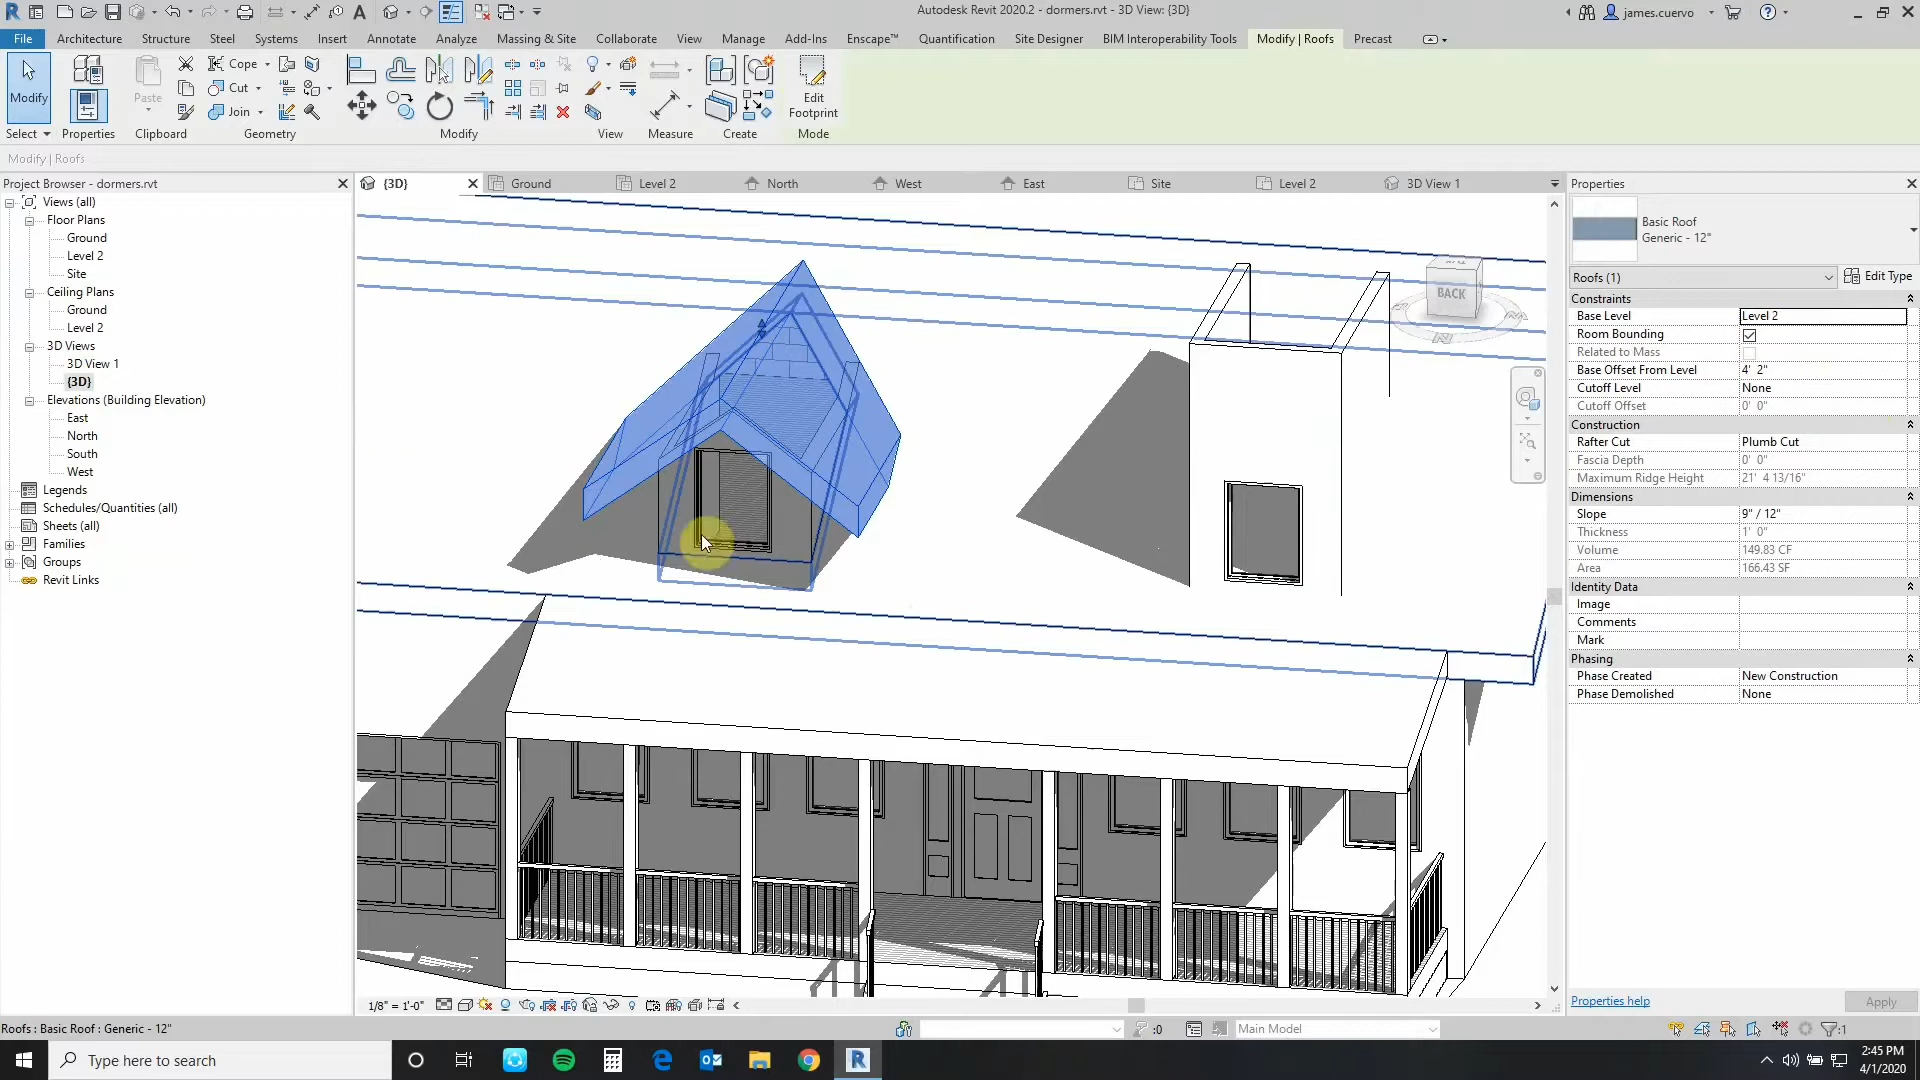 Autodesk Revit 2020.2 - dormers.rvt - 3D View: {3D}
james.cuervo
File Architecture Structure Steel Systems Insert Annotate Analyze Massing & Site Collaborate View Manage Add-Ins Enscape™ Quantification Site Designer BIM Interoperability Tools Modify | Roofs Precast
Modify
Paste
Cope
Cut
Join
Edit
Footprint
Select Properties Clipboard Geometry Modify View Measure Create Mode
Modify | Roofs
Project Browser - dormers.rvt
Views (all)
Floor Plans
Ground
Level 2
Site
Ceiling Plans
Ground
Level 2
3D Views
3D View 1
{3D}
Elevations (Building Elevation)
East
North
South
West
Legends
Schedules/Quantities (all)
Sheets (all)
Families
Groups
Revit Links
{3D} Ground Level 2 North West East Site Level 2 3D View 1
BACK
Properties
Basic Roof
Generic - 12"
Roofs (1) Edit Type
Constraints
Base Level Level 2
Room Bounding
Related to Mass
Base Offset From Level 4'  2"
Cutoff Level None
Cutoff Offset 0'  0"
Construction
Rafter Cut Plumb Cut
Fascia Depth 0'  0"
Maximum Ridge Height 21'  4 13/16"
Dimensions
Slope 9" / 12"
Thickness 1'  0"
Volume 149.83 CF
Area 166.43 SF
Identity Data
Image
Comments
Mark
Phasing
Phase Created New Construction
Phase Demolished None
Properties help Apply
1/8" = 1'-0"
Roofs : Basic Roof : Generic - 12"
:0
Main Model
:1
Type here to search
2:45 PM
4/1/2020